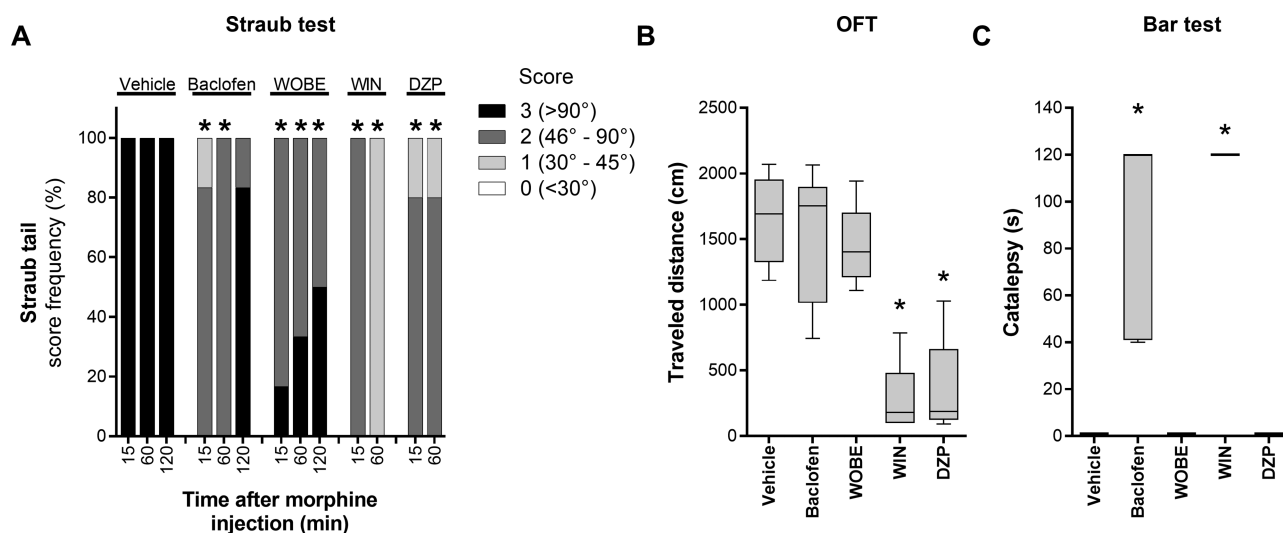 A
Straub test
Vehicle Baclofen WOBE WIN DZP
* * * * * * * * *
Score
3 (>90°)
2 (46° - 90°)
1 (30° - 45°)
0 (<30°)
Straub tail
score frequency (%)
100
80
60
40
20
0
15 60 120 15 60 120 15 60 120 15 60 15 60
Time after morphine
injection (min)
B
OFT
Traveled distance (cm)
2500
2000
1500
1000
500
0
* *
Vehicle Baclofen WOBE WIN DZP
C
Bar test
Catalepsy (s)
140
120
100
80
60
40
20
0
* *
Vehicle Baclofen WOBE WIN DZP